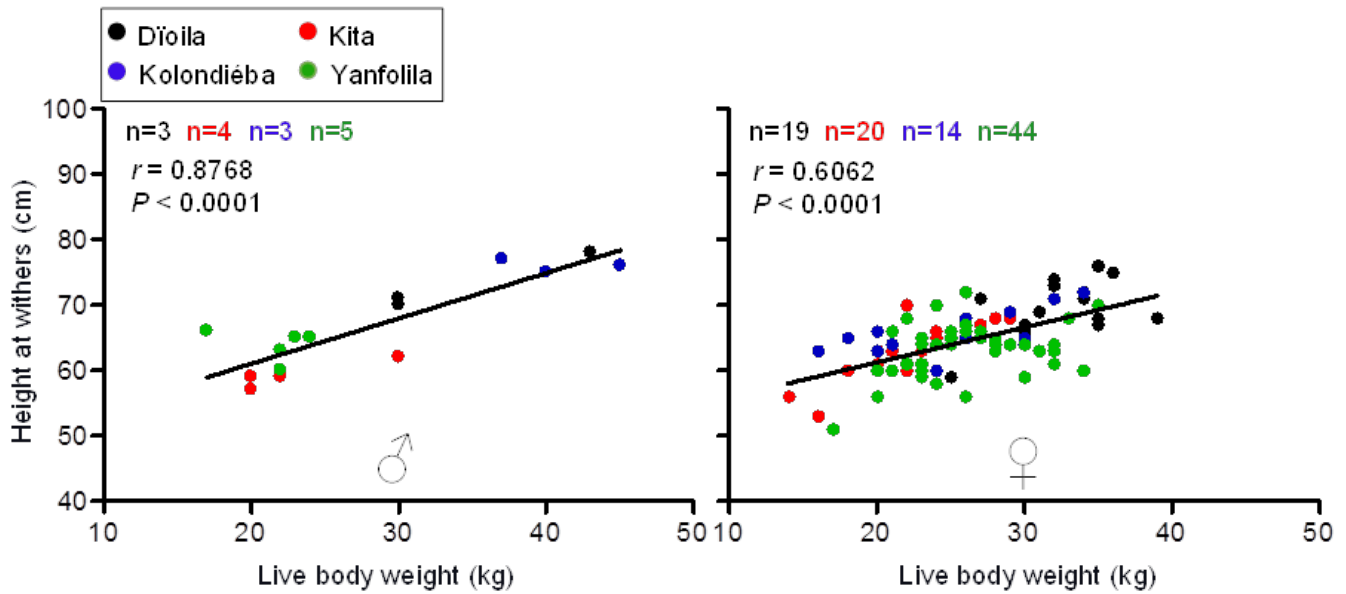 Dïoila Kita
Kolondiéba Yanfolila
Height at withers (cm)
100
90
80
70
60
50
40
n=3 n=4 n=3 n=5
r = 0.8768
P < 0.0001
10 20 30 40 50
Live body weight (kg)
n=19 n=20 n=14 n=44
r = 0.6062
P < 0.0001
10 20 30 40 50
Live body weight (kg)